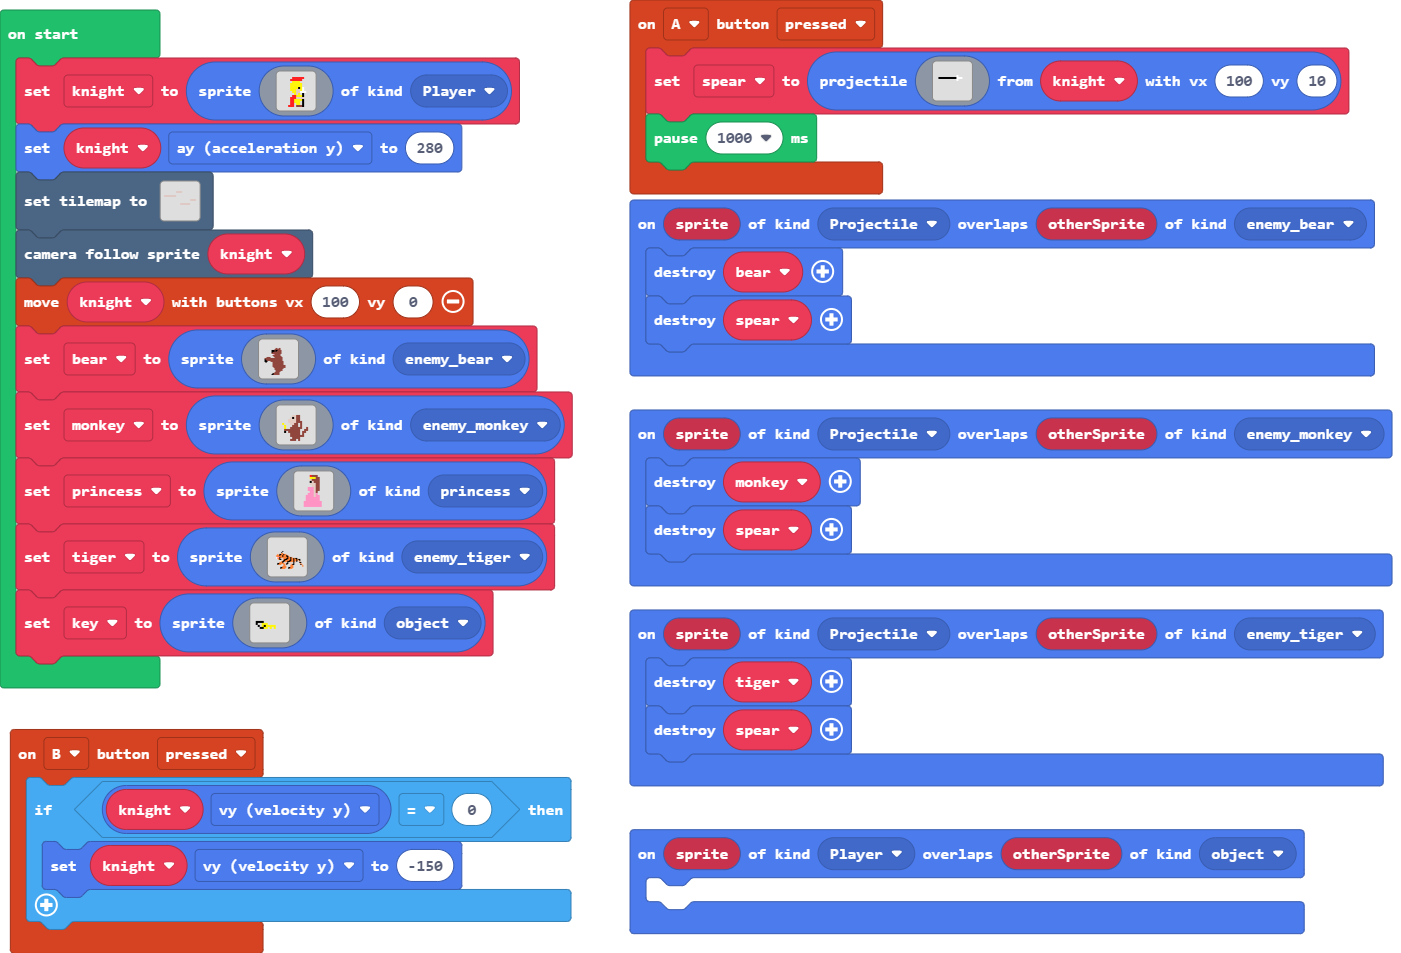 on start
set knight to sprite of kind Player
set knight ay (acceleration y) to 280
set tilemap to
camera follow sprite knight
move knight with buttons vx 100 vy 0
set bear to sprite of kind enemy_bear
set monkey to sprite of kind enemy_monkey
set princess to sprite of kind princess
set tiger to sprite of kind enemy_tiger
set key to sprite of kind object
on B button pressed
if knight vy (velocity y) = 0 then
set knight vy (velocity y) to -150
on A button pressed
set spear to projectile from knight with vx 100 vy 10
pause 1000 ms
on sprite of kind Projectile overlaps otherSprite of kind enemy_bear
destroy bear
destroy spear
on sprite of kind Projectile overlaps otherSprite of kind enemy_monkey
destroy monkey
destroy spear
on sprite of kind Projectile overlaps otherSprite of kind enemy_tiger
destroy tiger
destroy spear
on sprite of kind Player overlaps otherSprite of kind object